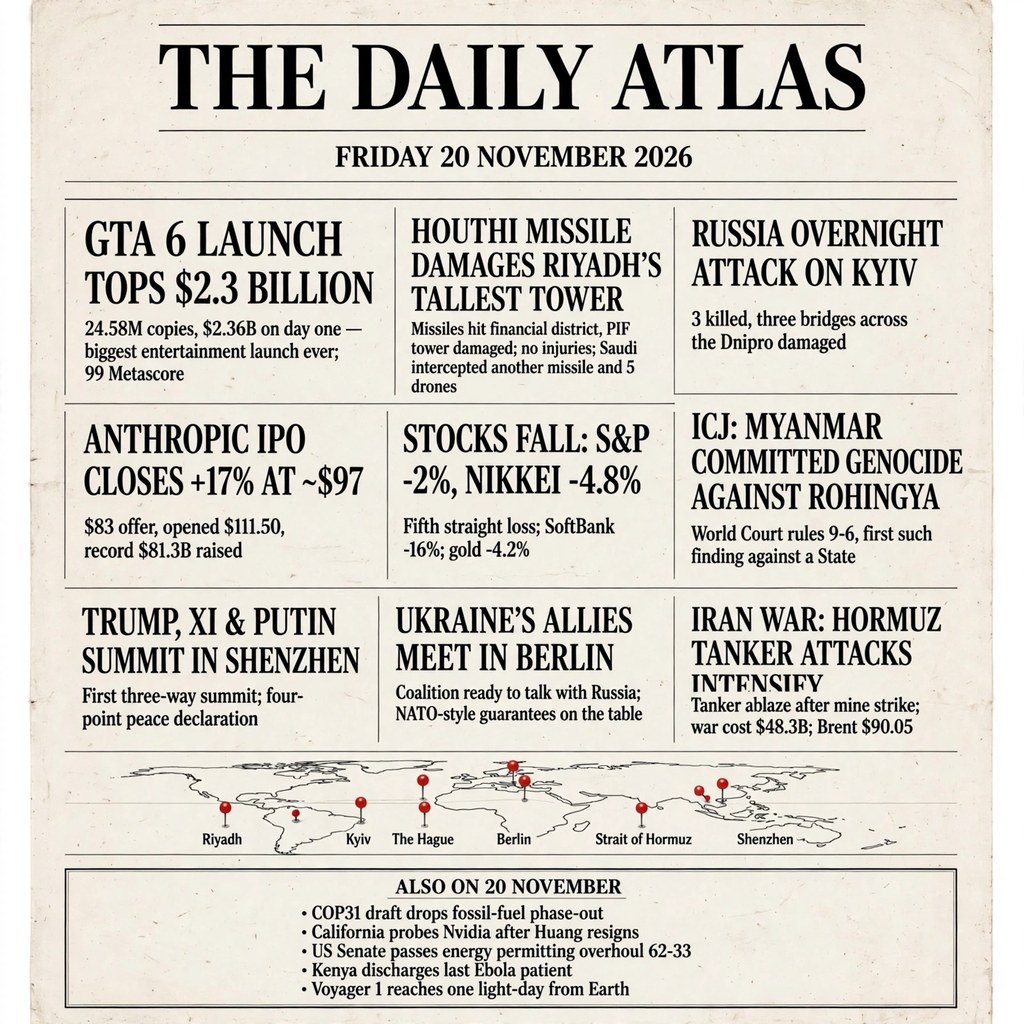 THE DAILY ATLAS
FRIDAY 20 NOVEMBER 2026
GTA 6 LAUNCH
TOPS $2.3 BILLION
24.58M copies, $2.36B on day one —
biggest entertainment launch ever;
99 Metascore
HOUTHI MISSILE
DAMAGES RIYADH'S
TALLEST TOWER
Missiles hit financial district, PIF
tower damaged; no injuries; Saudi
intercepted another missile and 5
drones
RUSSIA OVERNIGHT
ATTACK ON KYIV
3 killed, three bridges across
the Dnipro damaged
ANTHROPIC IPO
CLOSES +17% AT ~$97
$83 offer, opened $111.50,
record $81.3B raised
STOCKS FALL: S&P
-2%, NIKKEI -4.8%
Fifth straight loss; SoftBank
-16%; gold -4.2%
ICJ: MYANMAR
COMMITTED GENOCIDE
AGAINST ROHINGYA
World Court rules 9-6, first such
finding against a State
TRUMP, XI & PUTIN
SUMMIT IN SHENZHEN
First three-way summit; four-
point peace declaration
UKRAINE'S ALLIES
MEET IN BERLIN
Coalition ready to talk with Russia;
NATO-style guarantees on the table
IRAN WAR: HORMUZ
TANKER ATTACKS
INTENSIFY
Tanker ablaze after mine strike;
war cost $48.3B; Brent $90.05
Riyadh Kyiv The Hague Berlin Strait of Hormuz Shenzhen
ALSO ON 20 NOVEMBER
• COP31 draft drops fossil-fuel phase-out
• California probes Nvidia after Huang resigns
• US Senate passes energy permitting overhoul 62-33
• Kenya discharges last Ebola patient
• Voyager 1 reaches one light-day from Earth